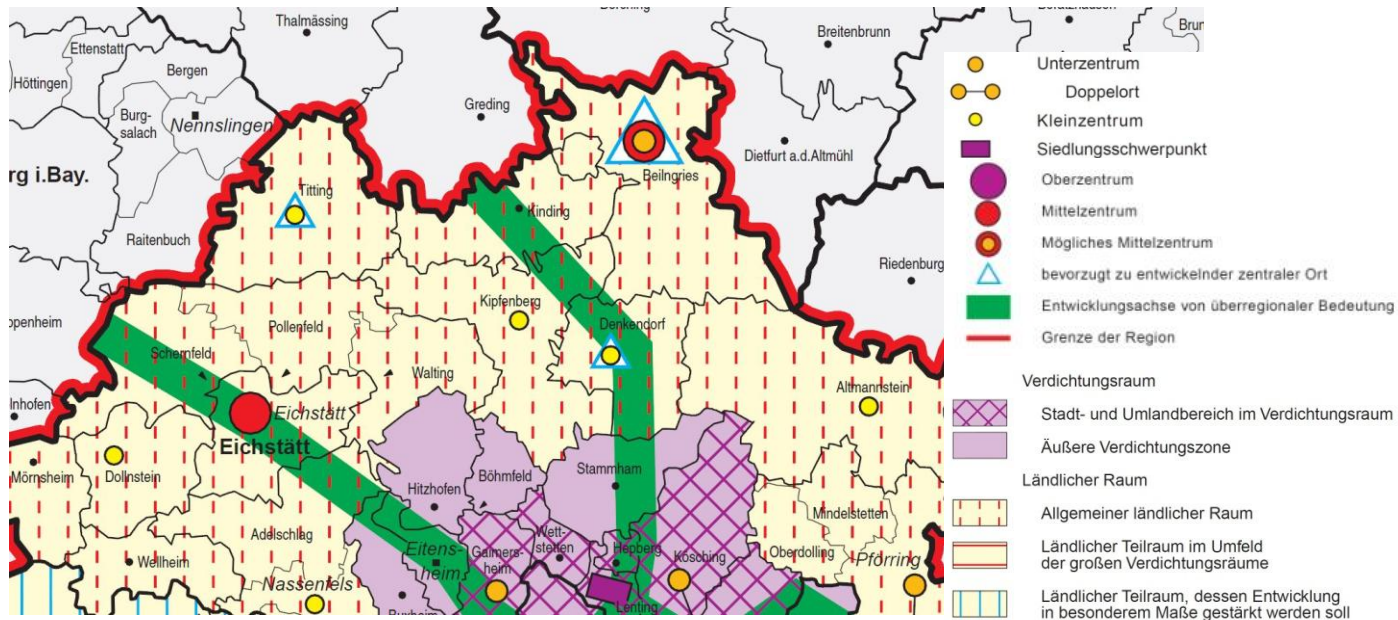 Thalmässing
Ettenstatt
Höttingen
Bergen
Burg-
salach
Nennslingen
Greding
Breitenbrunn
Dietfurt a.d.Altmühl
rg i.Bay.
Titting
Beilngries
Raitenbuch
Kinding
Riedenburg
Kipfenberg
Pollenfeld
Denkendorf
Schernfeld
Walting
Altmannstein
Eichstätt
Eichstätt
Mörnsheim
Dollnstein
Böhmfeld
Stammham
Hitzhofen
Mindelstetten
Adelschlag
Wellheim
Eitens-
heim
Gaimers-
heim
Wett-
stetten
Hepberg
Kösching
Oberdolling
Pförring
Nassenfels
Lenting
Unterzentrum
Doppelort
Kleinzentrum
Siedlungsschwerpunkt
Oberzentrum
Mittelzentrum
Mögliches Mittelzentrum
bevorzugt zu entwickelnder zentraler Ort
Entwicklungsachse von überregionaler Bedeutung
Grenze der Region
Verdichtungsraum
Stadt- und Umlandbereich im Verdichtungsraum
Äußere Verdichtungszone
Ländlicher Raum
Allgemeiner ländlicher Raum
Ländlicher Teilraum im Umfeld
der großen Verdichtungsräume
Ländlicher Teilraum, dessen Entwicklung
in besonderem Maße gestärkt werden soll